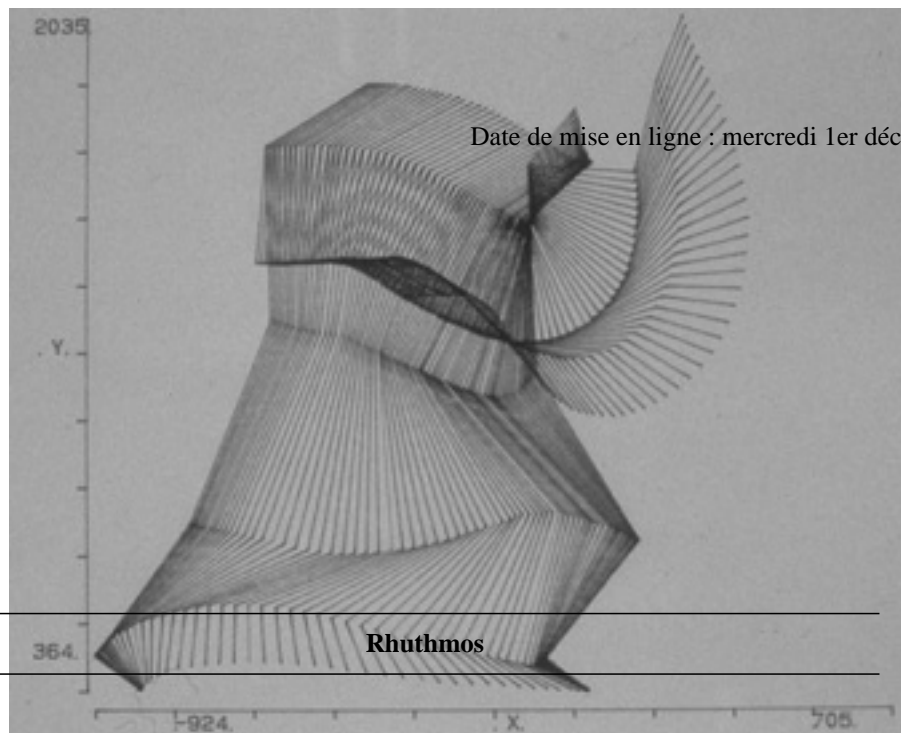 2035
Date de mise en ligne : mercredi 1er déc
. Y.
Rhuthmos
364.
-924.
. X.
705.